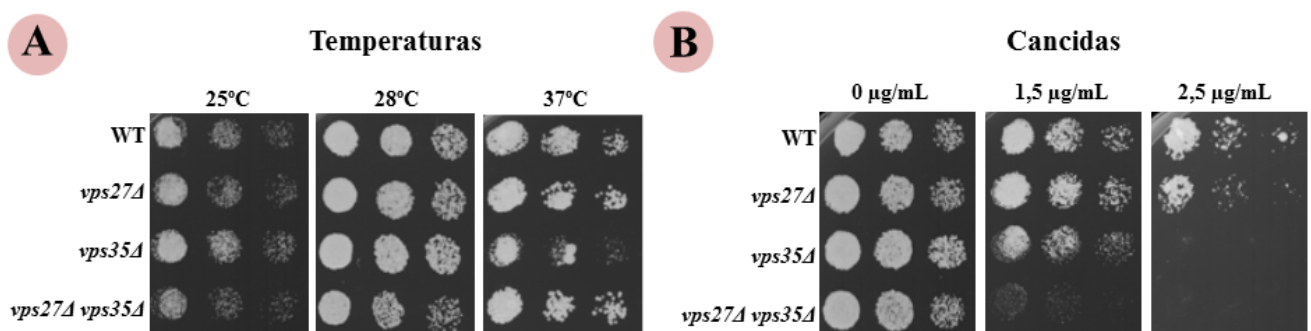 A
Temperaturas
25ºC 28ºC 37ºC
WT
vps27Δ
vps35Δ
vps27Δ vps35Δ
B
Cancidas
0 µg/mL 1,5 µg/mL 2,5 µg/mL
WT
vps27Δ
vps35Δ
vps27Δ vps35Δ